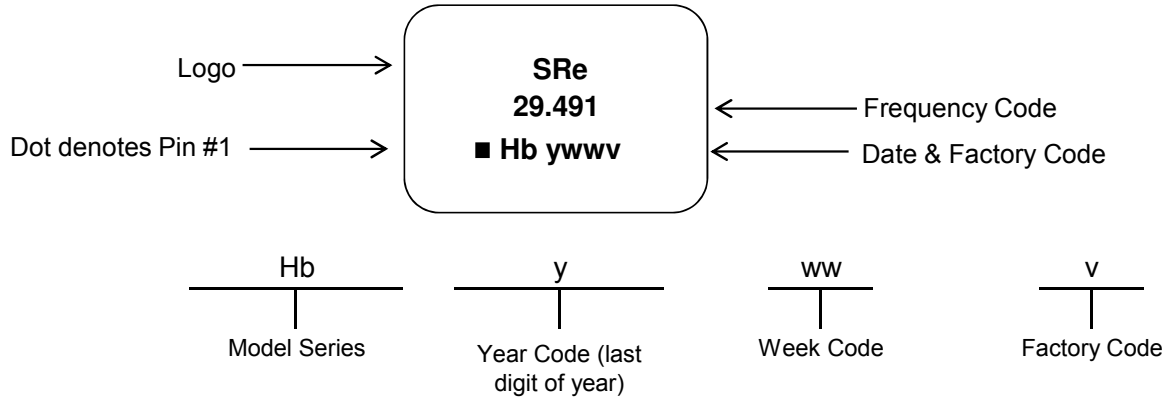 Logo
SRe
29.491
Frequency Code
Dot denotes Pin #1
■ Hb ywwv
Date & Factory Code
Hb
y
ww
v
Model Series
Year Code (last
digit of year)
Week Code
Factory Code